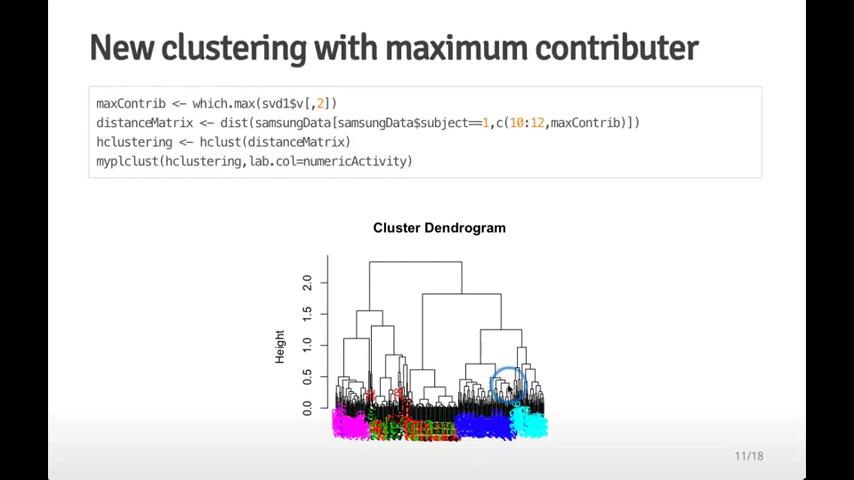 New clustering with maximum contributer
maxContrib <- which.max(svd1$v[,2])
distanceMatrix <- dist(samsungData[samsungData$subject==1,c(10:12,maxContrib)])
hclustering <- hclust(distanceMatrix)
myplclust(hclustering,lab.col=numericActivity)
Cluster Dendrogram
Height
2.0
1.5
1.0
0.5
0.0
11/18